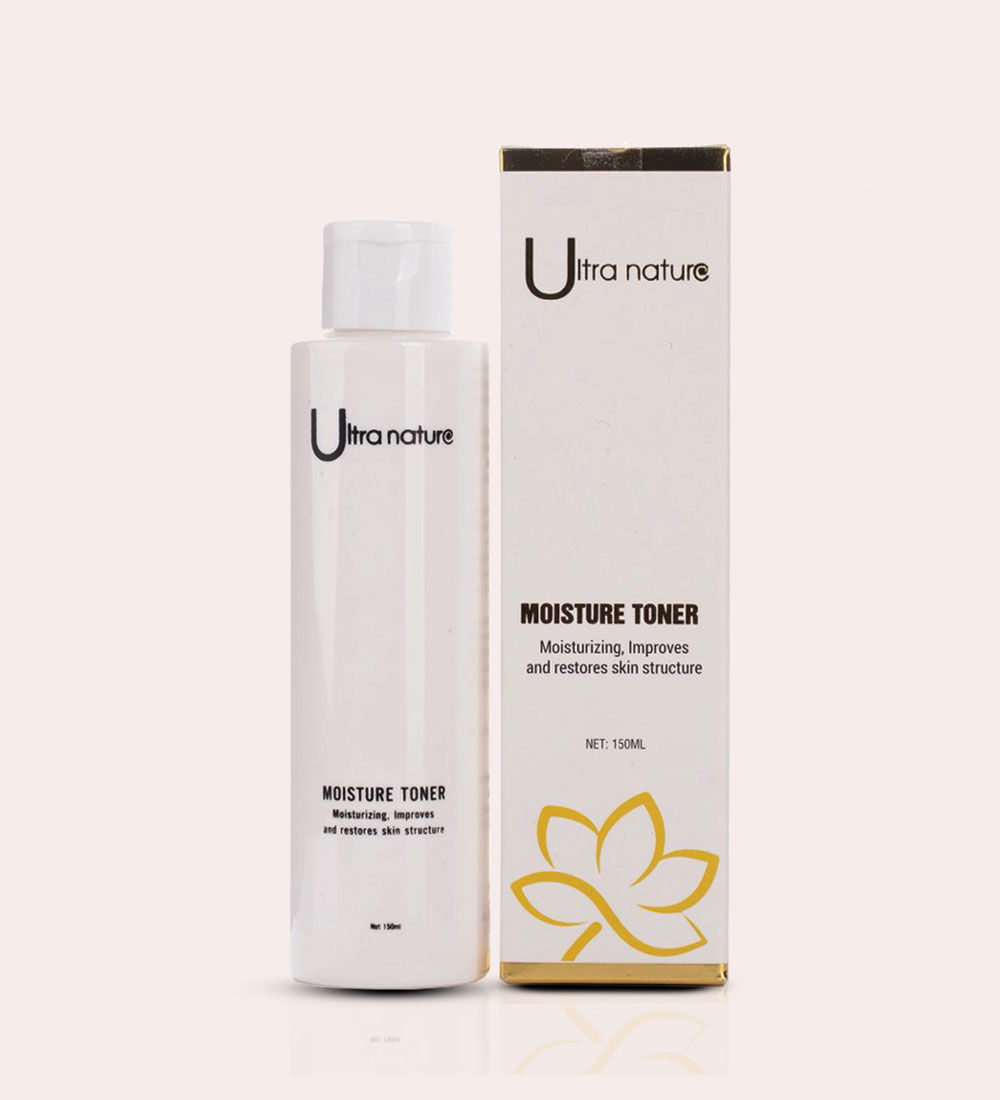 Ultra nature
MOISTURE TONER
Moisturizing, Improves
and restores skin structure
Net 150ml
Ultra nature
MOISTURE TONER
Moisturizing, Improves
and restores skin structure
NET: 150ML